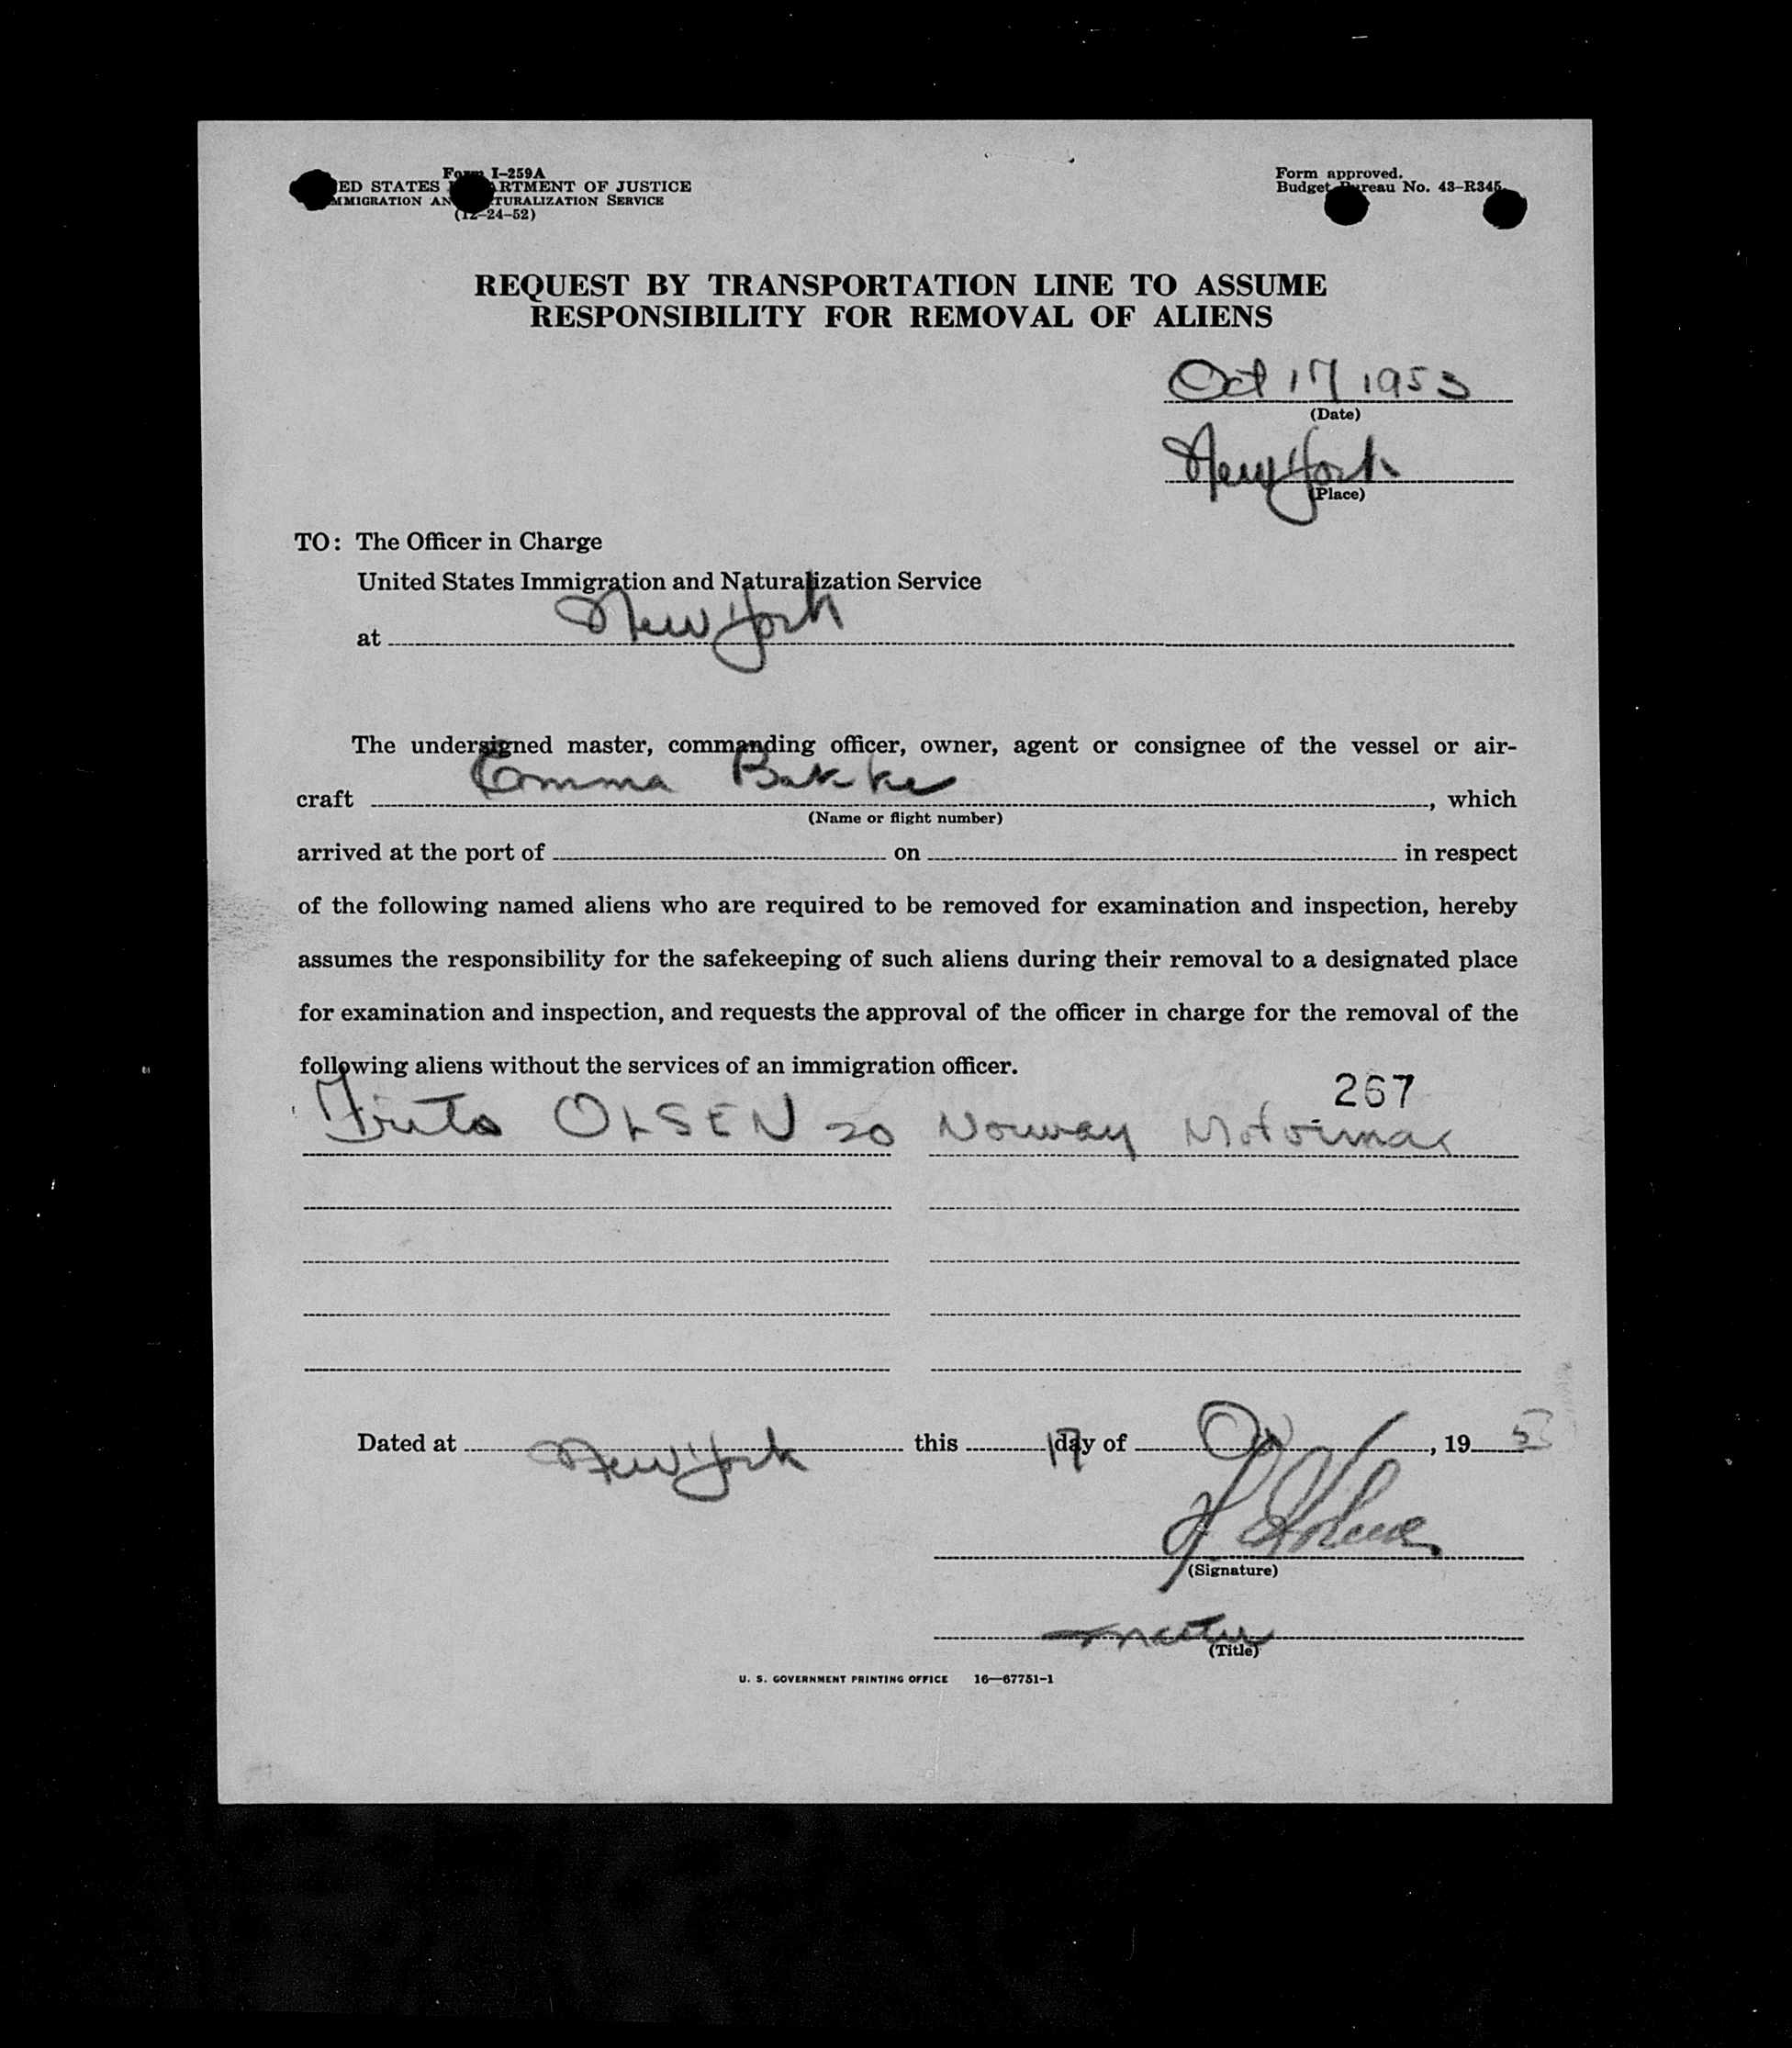 Form I-259A
ED STATES DEPARTMENT OF JUSTICE
IMMIGRATION AND NATURALIZATION SERVICE
(12-24-52)
Form approved.
Budget Bureau No. 43-R345.
REQUEST BY TRANSPORTATION LINE TO ASSUME
RESPONSIBILITY FOR REMOVAL OF ALIENS
Oct 17 1953
(Date)
New York
(Place)
TO: The Officer in Charge
United States Immigration and Naturalization Service
at New York
The undersigned master, commanding officer, owner, agent or consignee of the vessel or air-
craft Emma Bakke, which
(Name or flight number)
arrived at the port of on in respect
of the following named aliens who are required to be removed for examination and inspection, hereby
assumes the responsibility for the safekeeping of such aliens during their removal to a designated place
for examination and inspection, and requests the approval of the officer in charge for the removal of the
following aliens without the services of an immigration officer.
267
OLSEN 20 Norway Motorman
Dated at New York this 17 day of Oct, 19 53
(Signature)
master
(Title)
U. S. GOVERNMENT PRINTING OFFICE 16—67751-1